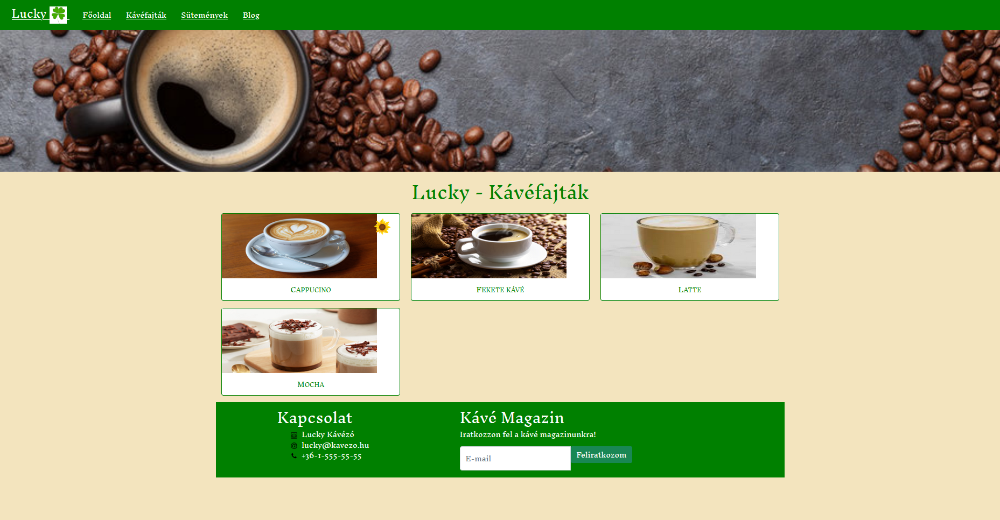 Lucky
Főoldal
Kávéfajták
Sütemények
Blog
Lucky - Kávéfajták
Cappucino
Fekete kávé
Latte
Mocha
Kapcsolat
Lucky Kávézó
lucky@kavezo.hu
+36-1-555-55-55
Kávé Magazin
Iratkozzon fel a kávé magazinunkra!
E-mail
Feliratkozom